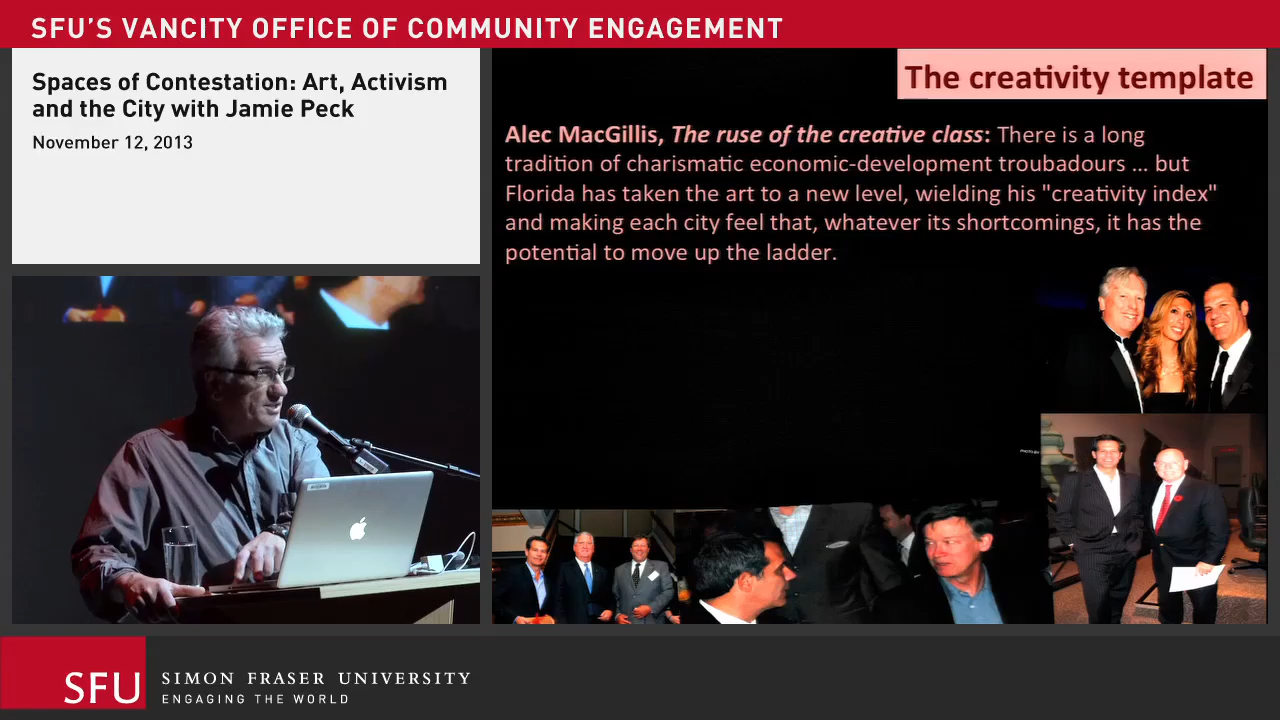 SFU'S VANCITY OFFICE OF COMMUNITY ENGAGEMENT
Spaces of Contestation: Art, Activism
and the City with Jamie Peck
November 12, 2013
The creativity template
Alec MacGillis, The ruse of the creative class: There is a long
tradition of charismatic economic-development troubadours ... but
Florida has taken the art to a new level, wielding his "creativity index"
and making each city feel that, whatever its shortcomings, it has the
potential to move up the ladder.
SFU
SIMON FRASER UNIVERSITY
ENGAGING THE WORLD